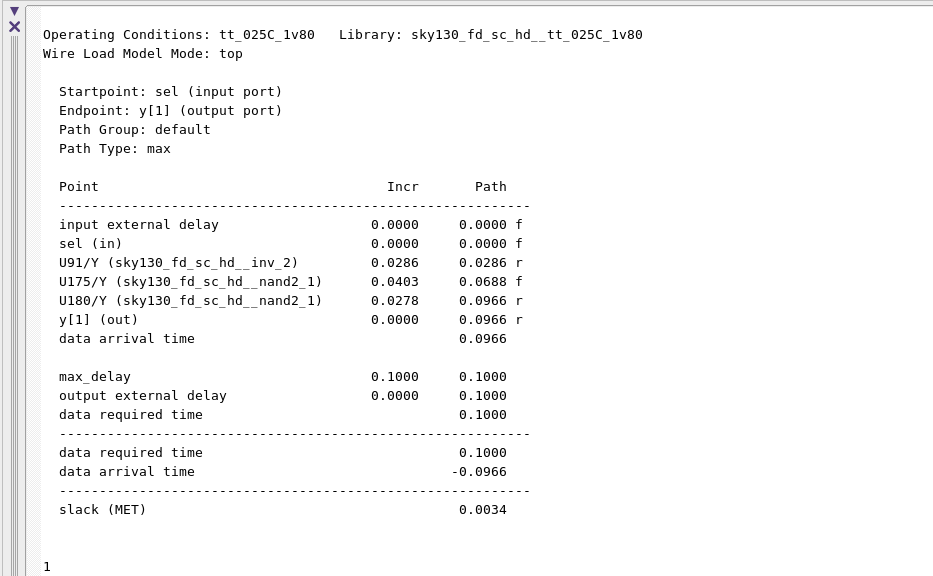 Operating Conditions: tt_025C_1v80   Library: sky130_fd_sc_hd__tt_025C_1v80
Wire Load Model Mode: top
Startpoint: sel (input port)
Endpoint: y[1] (output port)
Path Group: default
Path Type: max
Point                                    Incr       Path
-----------------------------------------------------------
input external delay                   0.0000     0.0000 f
sel (in)                               0.0000     0.0000 f
U91/Y (sky130_fd_sc_hd__inv_2)         0.0286     0.0286 r
U175/Y (sky130_fd_sc_hd__nand2_1)      0.0403     0.0688 f
U180/Y (sky130_fd_sc_hd__nand2_1)      0.0278     0.0966 r
y[1] (out)                             0.0000     0.0966 r
data arrival time                                 0.0966
max_delay                              0.1000     0.1000
output external delay                  0.0000     0.1000
data required time                                0.1000
-----------------------------------------------------------
data required time                                0.1000
data arrival time                                -0.0966
-----------------------------------------------------------
slack (MET)                                       0.0034
1